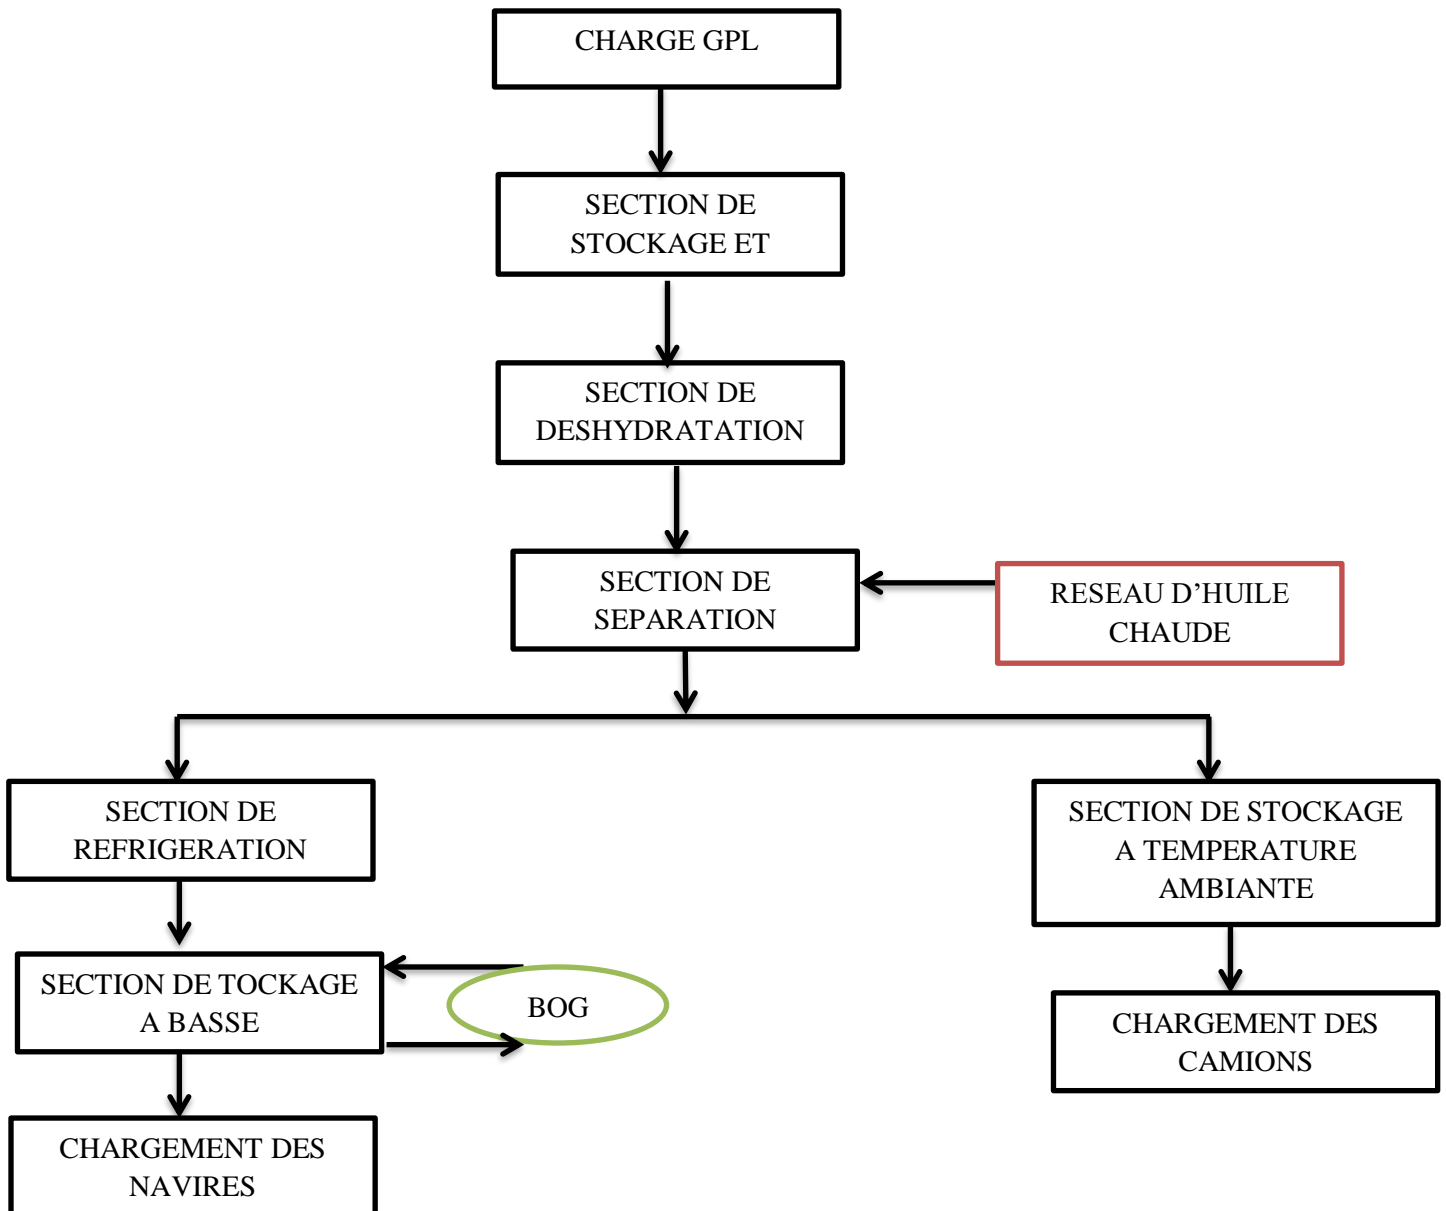 CHARGE GPL
SECTION DE
STOCKAGE ET
SECTION DE
DESHYDRATATION
SECTION DE
SEPARATION
RESEAU D’HUILE
CHAUDE
SECTION DE
REFRIGERATION
SECTION DE STOCKAGE
A TEMPERATURE
AMBIANTE
SECTION DE TOCKAGE
A BASSE
BOG
CHARGEMENT DES
CAMIONS
CHARGEMENT DES
NAVIRES